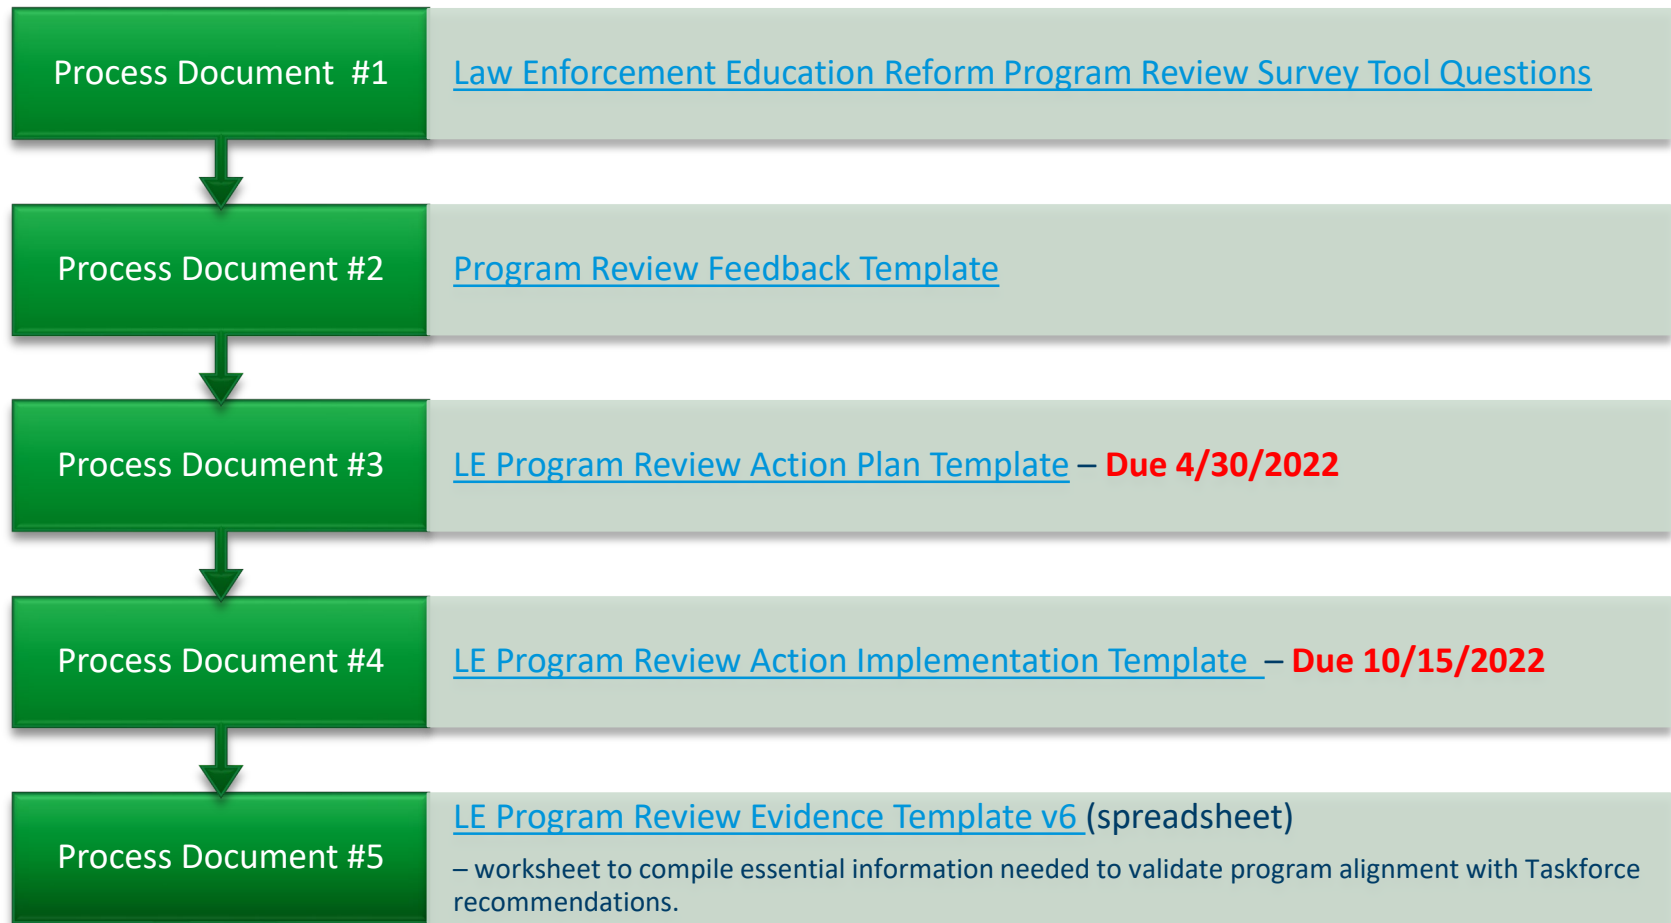 Process Document #1
Law Enforcement Education Reform Program Review Survey Tool Questions
Process Document #2
Program Review Feedback Template
Process Document #3
LE Program Review Action Plan Template – Due 4/30/2022
Process Document #4
LE Program Review Action Implementation Template – Due 10/15/2022
Process Document #5
LE Program Review Evidence Template v6 (spreadsheet)
– worksheet to compile essential information needed to validate program alignment with Taskforce
recommendations.